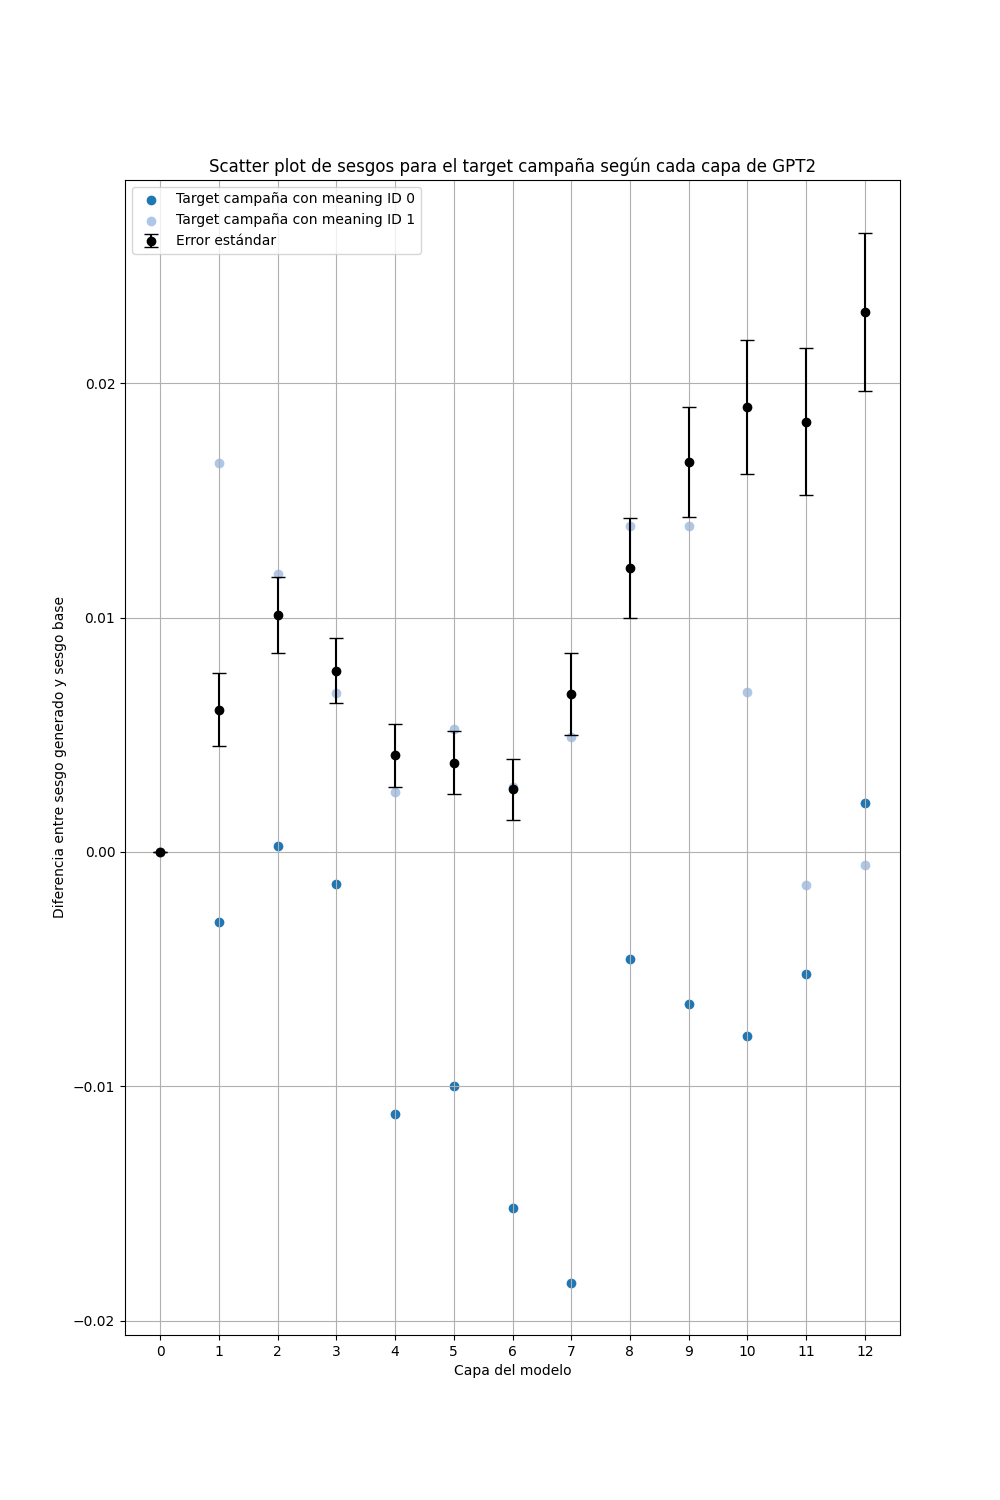 Scatter plot de sesgos para el target campaña según cada capa de GPT2
Target campaña con meaning ID 0
Target campaña con meaning ID 1
Error estándar
Diferencia entre sesgo generado y sesgo base
0.02
0.01
0.00
−0.01
−0.02
0 1 2 3 4 5 6 7 8 9 10 11 12
Capa del modelo